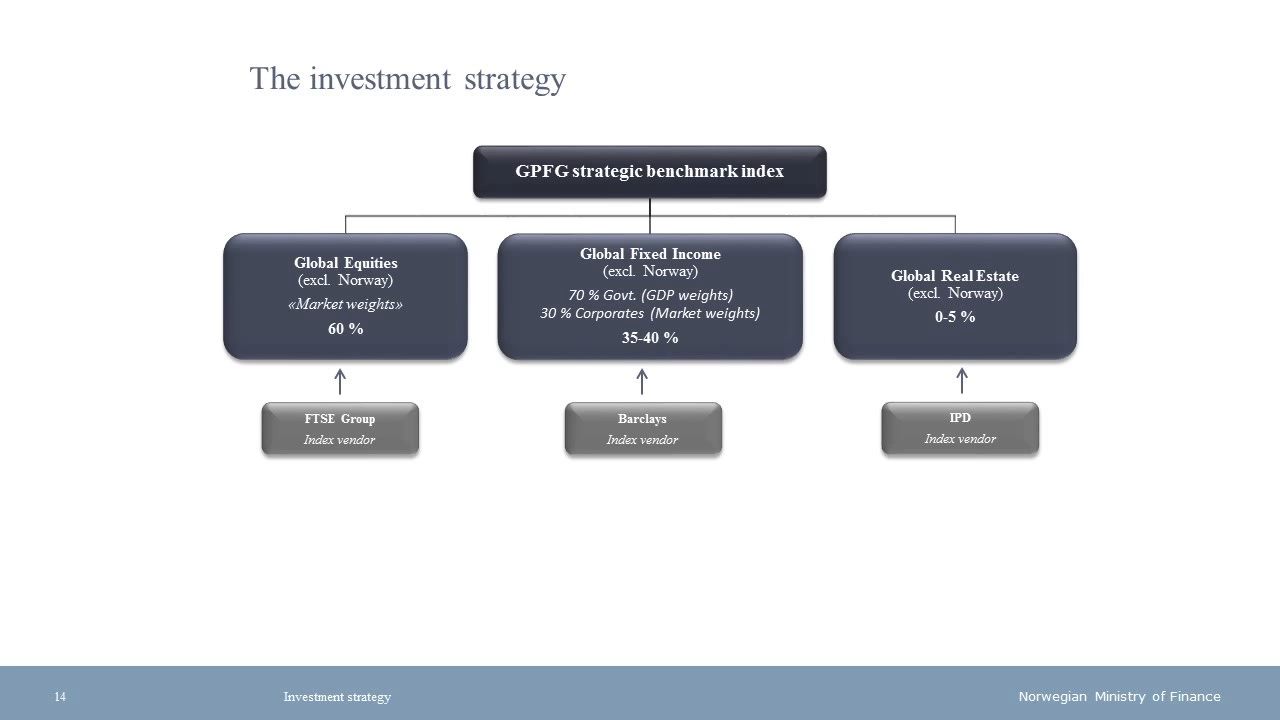 The investment strategy
GPFG strategic benchmark index
Global Equities
(excl. Norway)
«Market weights»
60 %
Global Fixed Income
(excl. Norway)
70 % Govt. (GDP weights)
30 % Corporates (Market weights)
35-40 %
Global Real Estate
(excl. Norway)
0-5 %
FTSE Group
Index vendor
Barclays
Index vendor
IPD
Index vendor
14
Investment strategy
Norwegian Ministry of Finance